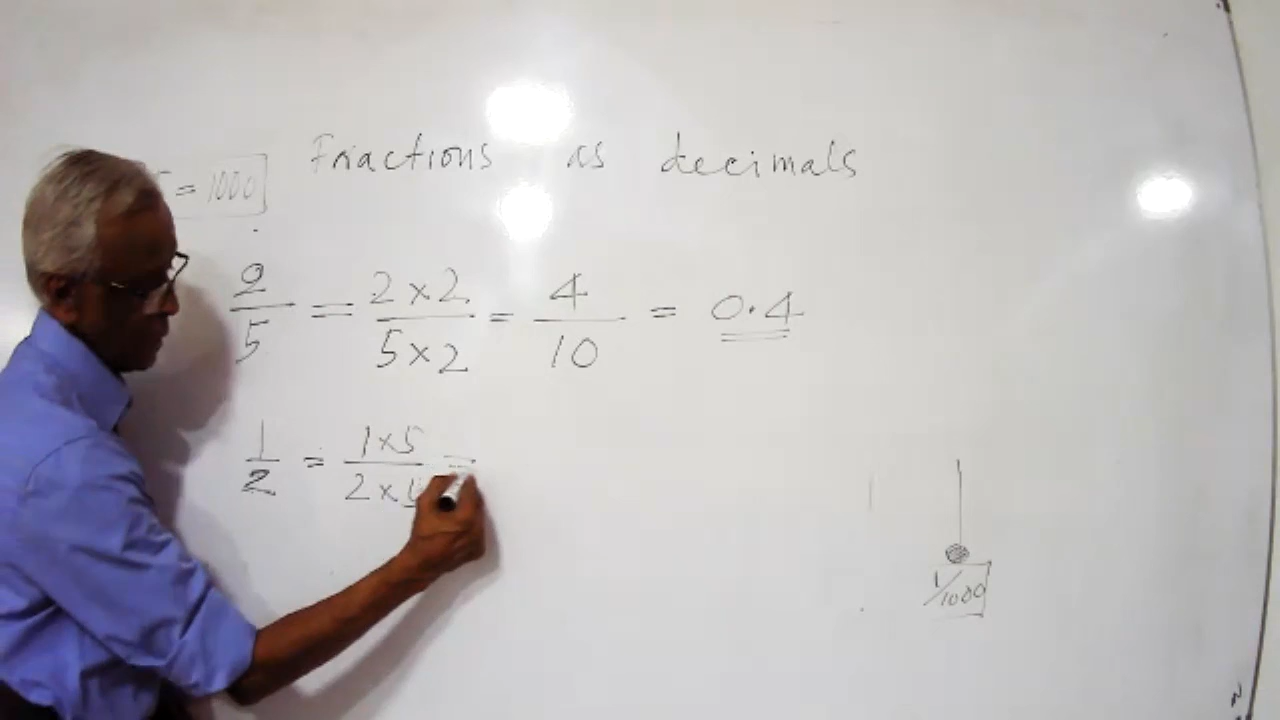 Fractions as decimals
= 1000
2/5 = 2×2/5×2 = 4/10 = 0.4
1/2 = 1×5/2× =
1/1000